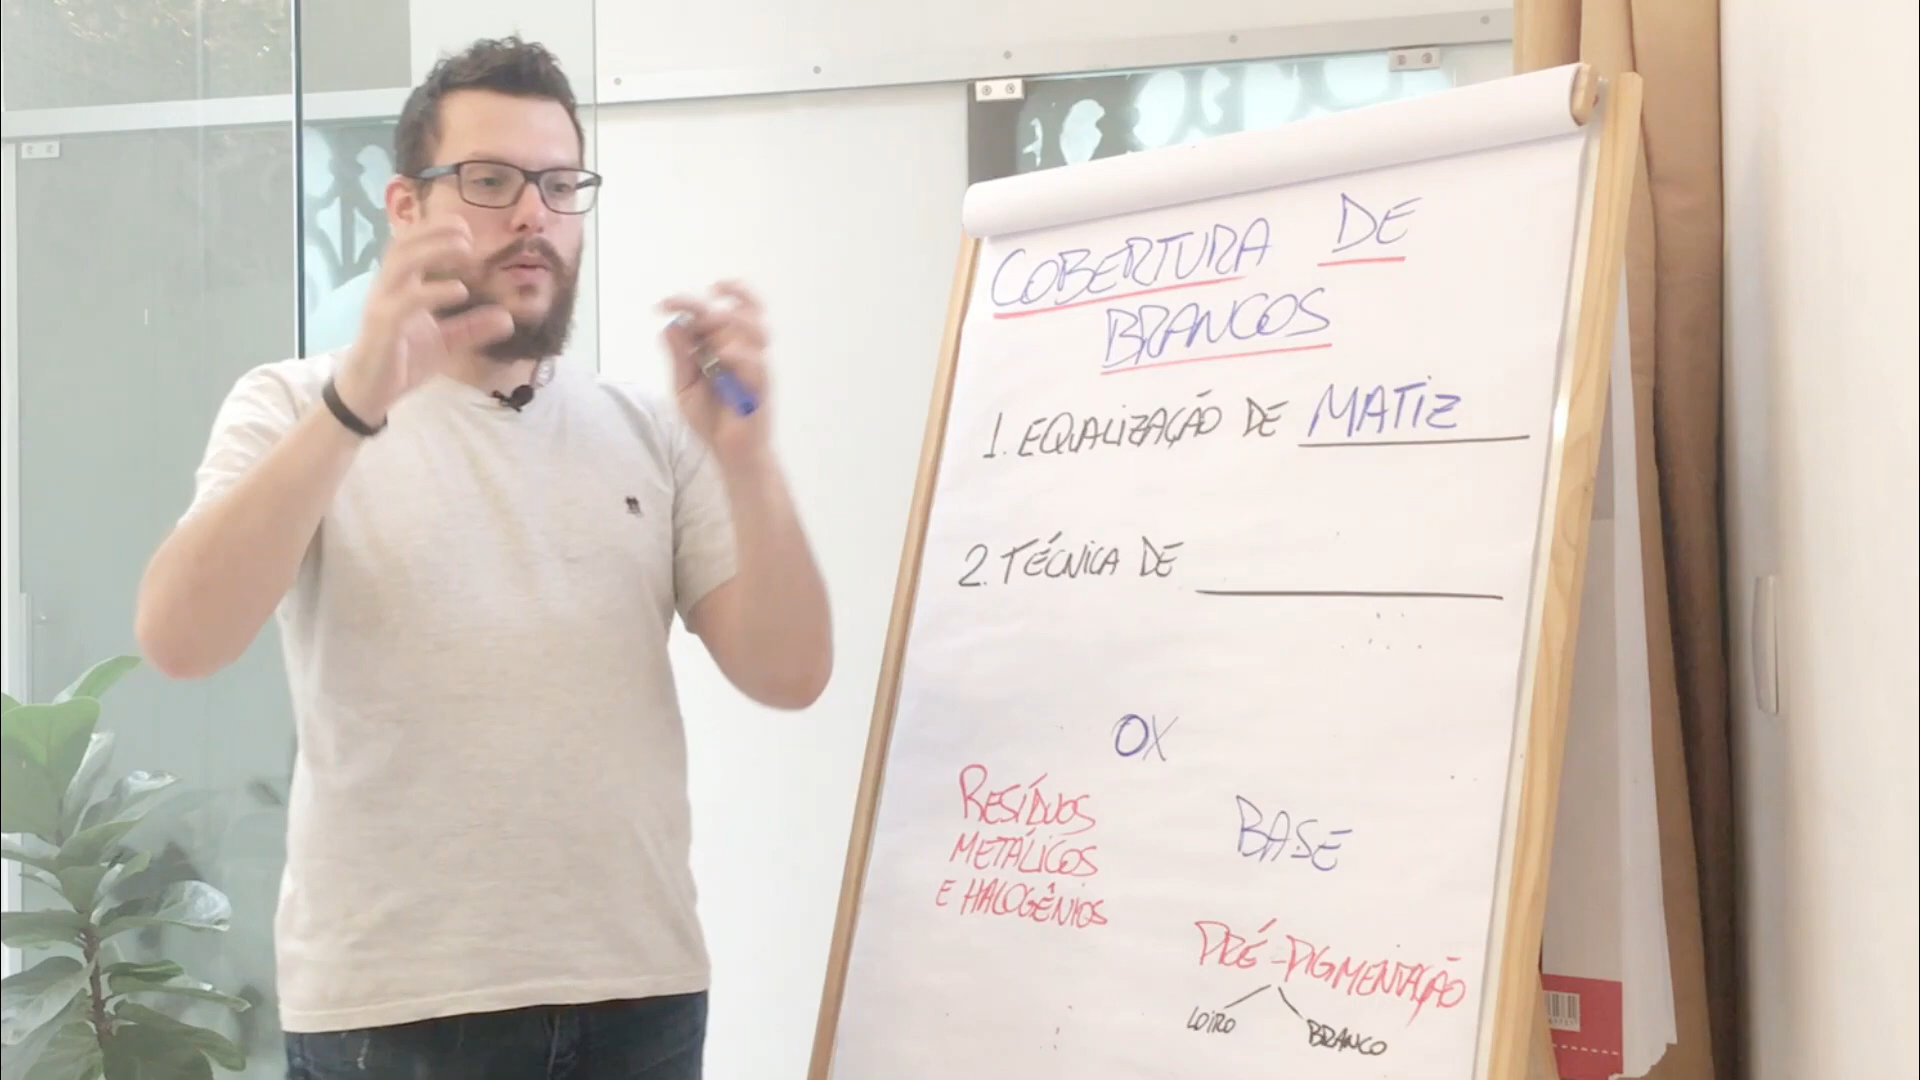 COBERTURA DE
BRANCOS
1. EQUALIZAÇÃO DE MATIZ
2. TÉCNICA DE
OX
RESÍDUOS
METÁLICOS
E HALOGÊNIOS
BASE
PRÉ-PIGMENTAÇÃO
LOIRO
BRANCO